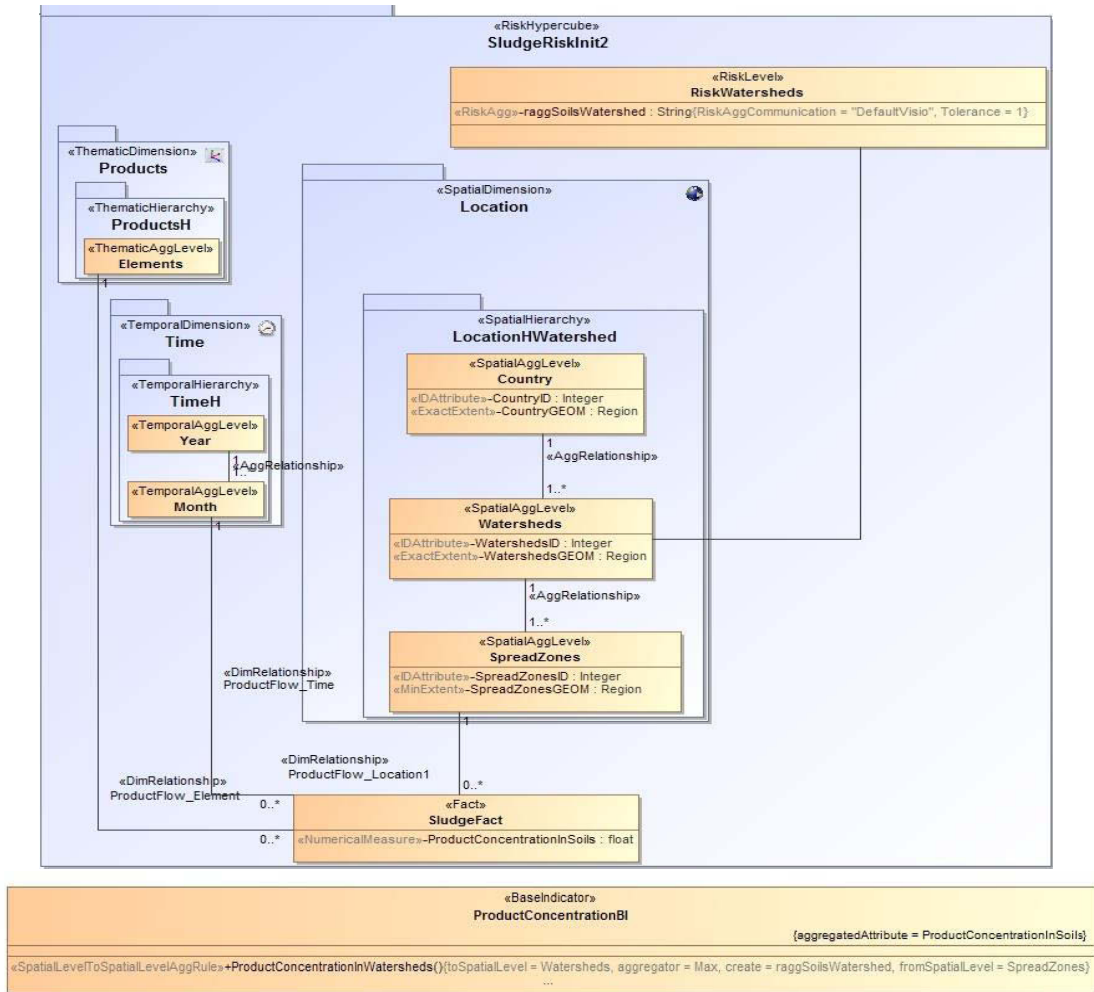 «RiskHypercube»
SludgeRiskInit2
«RiskLevel»
RiskWatersheds
«RiskAgg»-raggSoilsWatershed : String{RiskAggCommunication = "DefaultVisio", Tolerance = 1}
«ThematicDimension»
Products
«ThematicHierarchy»
ProductsH
«ThematicAggLevel»
Elements
1
«TemporalDimension»
Time
«TemporalHierarchy»
TimeH
«TemporalAggLevel»
Year
1
«AggRelationship»
1..*
«TemporalAggLevel»
Month
1
«SpatialDimension»
Location
«SpatialHierarchy»
LocationHWatershed
«SpatialAggLevel»
Country
«IDAttribute»-CountryID : Integer
«ExactExtent»-CountryGEOM : Region
1
«AggRelationship»
1..*
«SpatialAggLevel»
Watersheds
«IDAttribute»-WatershedsID : Integer
«ExactExtent»-WatershedsGEOM : Region
1
«AggRelationship»
1..*
«SpatialAggLevel»
SpreadZones
«IDAttribute»-SpreadZonesID : Integer
«MinExtent»-SpreadZonesGEOM : Region
1
«DimRelationship»
ProductFlow_Time
«DimRelationship»
ProductFlow_Location1
0..*
«DimRelationship»
ProductFlow_Element
0..*
0..*
«Fact»
SludgeFact
«NumericalMeasure»-ProductConcentrationInSoils : float
«BaseIndicator»
ProductConcentrationBI
{aggregatedAttribute = ProductConcentrationInSoils}
«SpatialLevelToSpatialLevelAggRule»+ProductConcentrationInWatersheds(){toSpatialLevel = Watersheds, aggregator = Max, create = raggSoilsWatershed, fromSpatialLevel = SpreadZones}
...